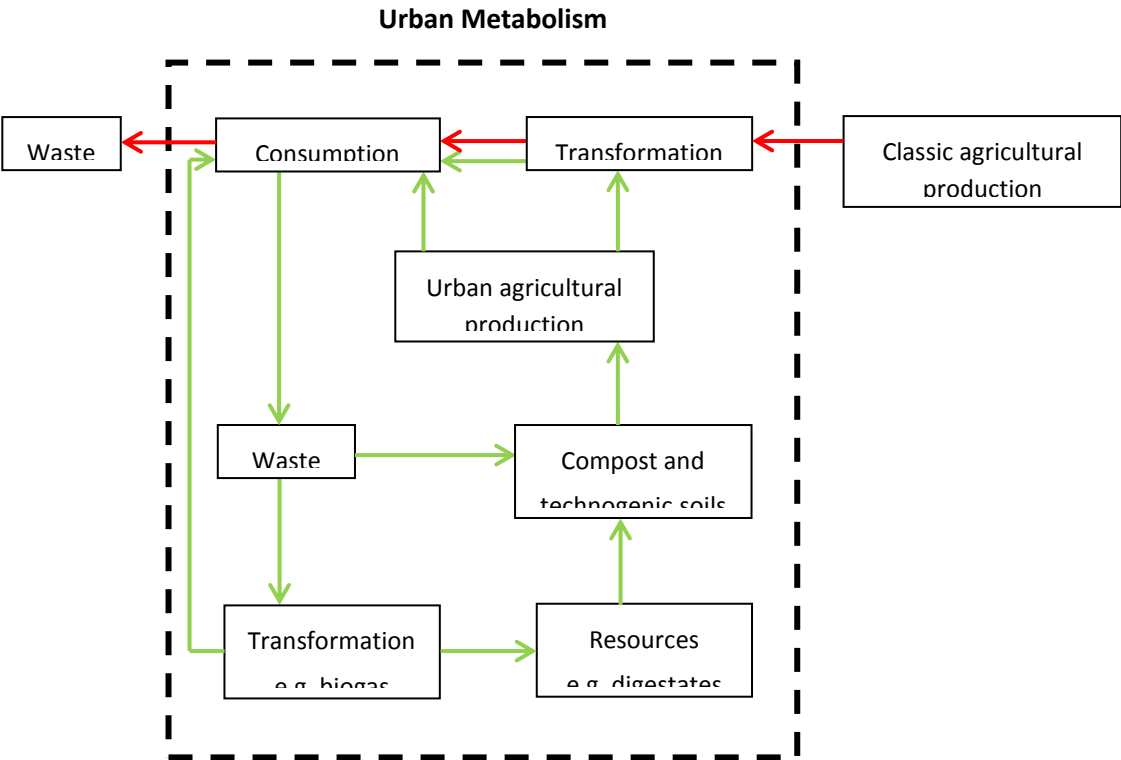 Urban Metabolism
Waste
Consumption
Transformation
Classic agricultural
production
Urban agricultural
production
Waste
Compost and
technogenic soils
Transformation
e.g. biogas
Resources
e.g. digestates